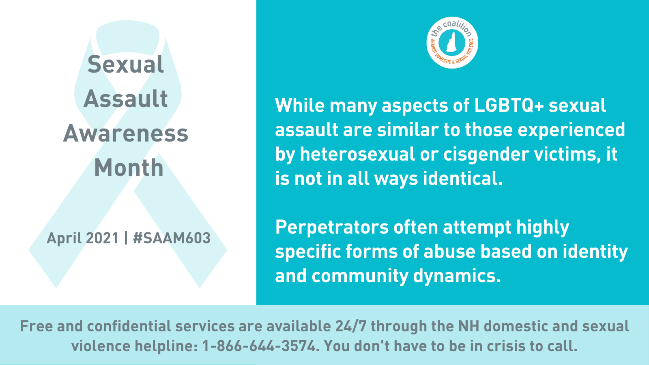 Sexual
Assault
Awareness
Month
April 2021 | #SAAM603
the coalition
AGAINST DOMESTIC & SEXUAL VIOLENCE
While many aspects of LGBTQ+ sexual
assault are similar to those experienced
by heterosexual or cisgender victims, it
is not in all ways identical.
Perpetrators often attempt highly
specific forms of abuse based on identity
and community dynamics.
Free and confidential services are available 24/7 through the NH domestic and sexual
violence helpline: 1-866-644-3574. You don't have to be in crisis to call.